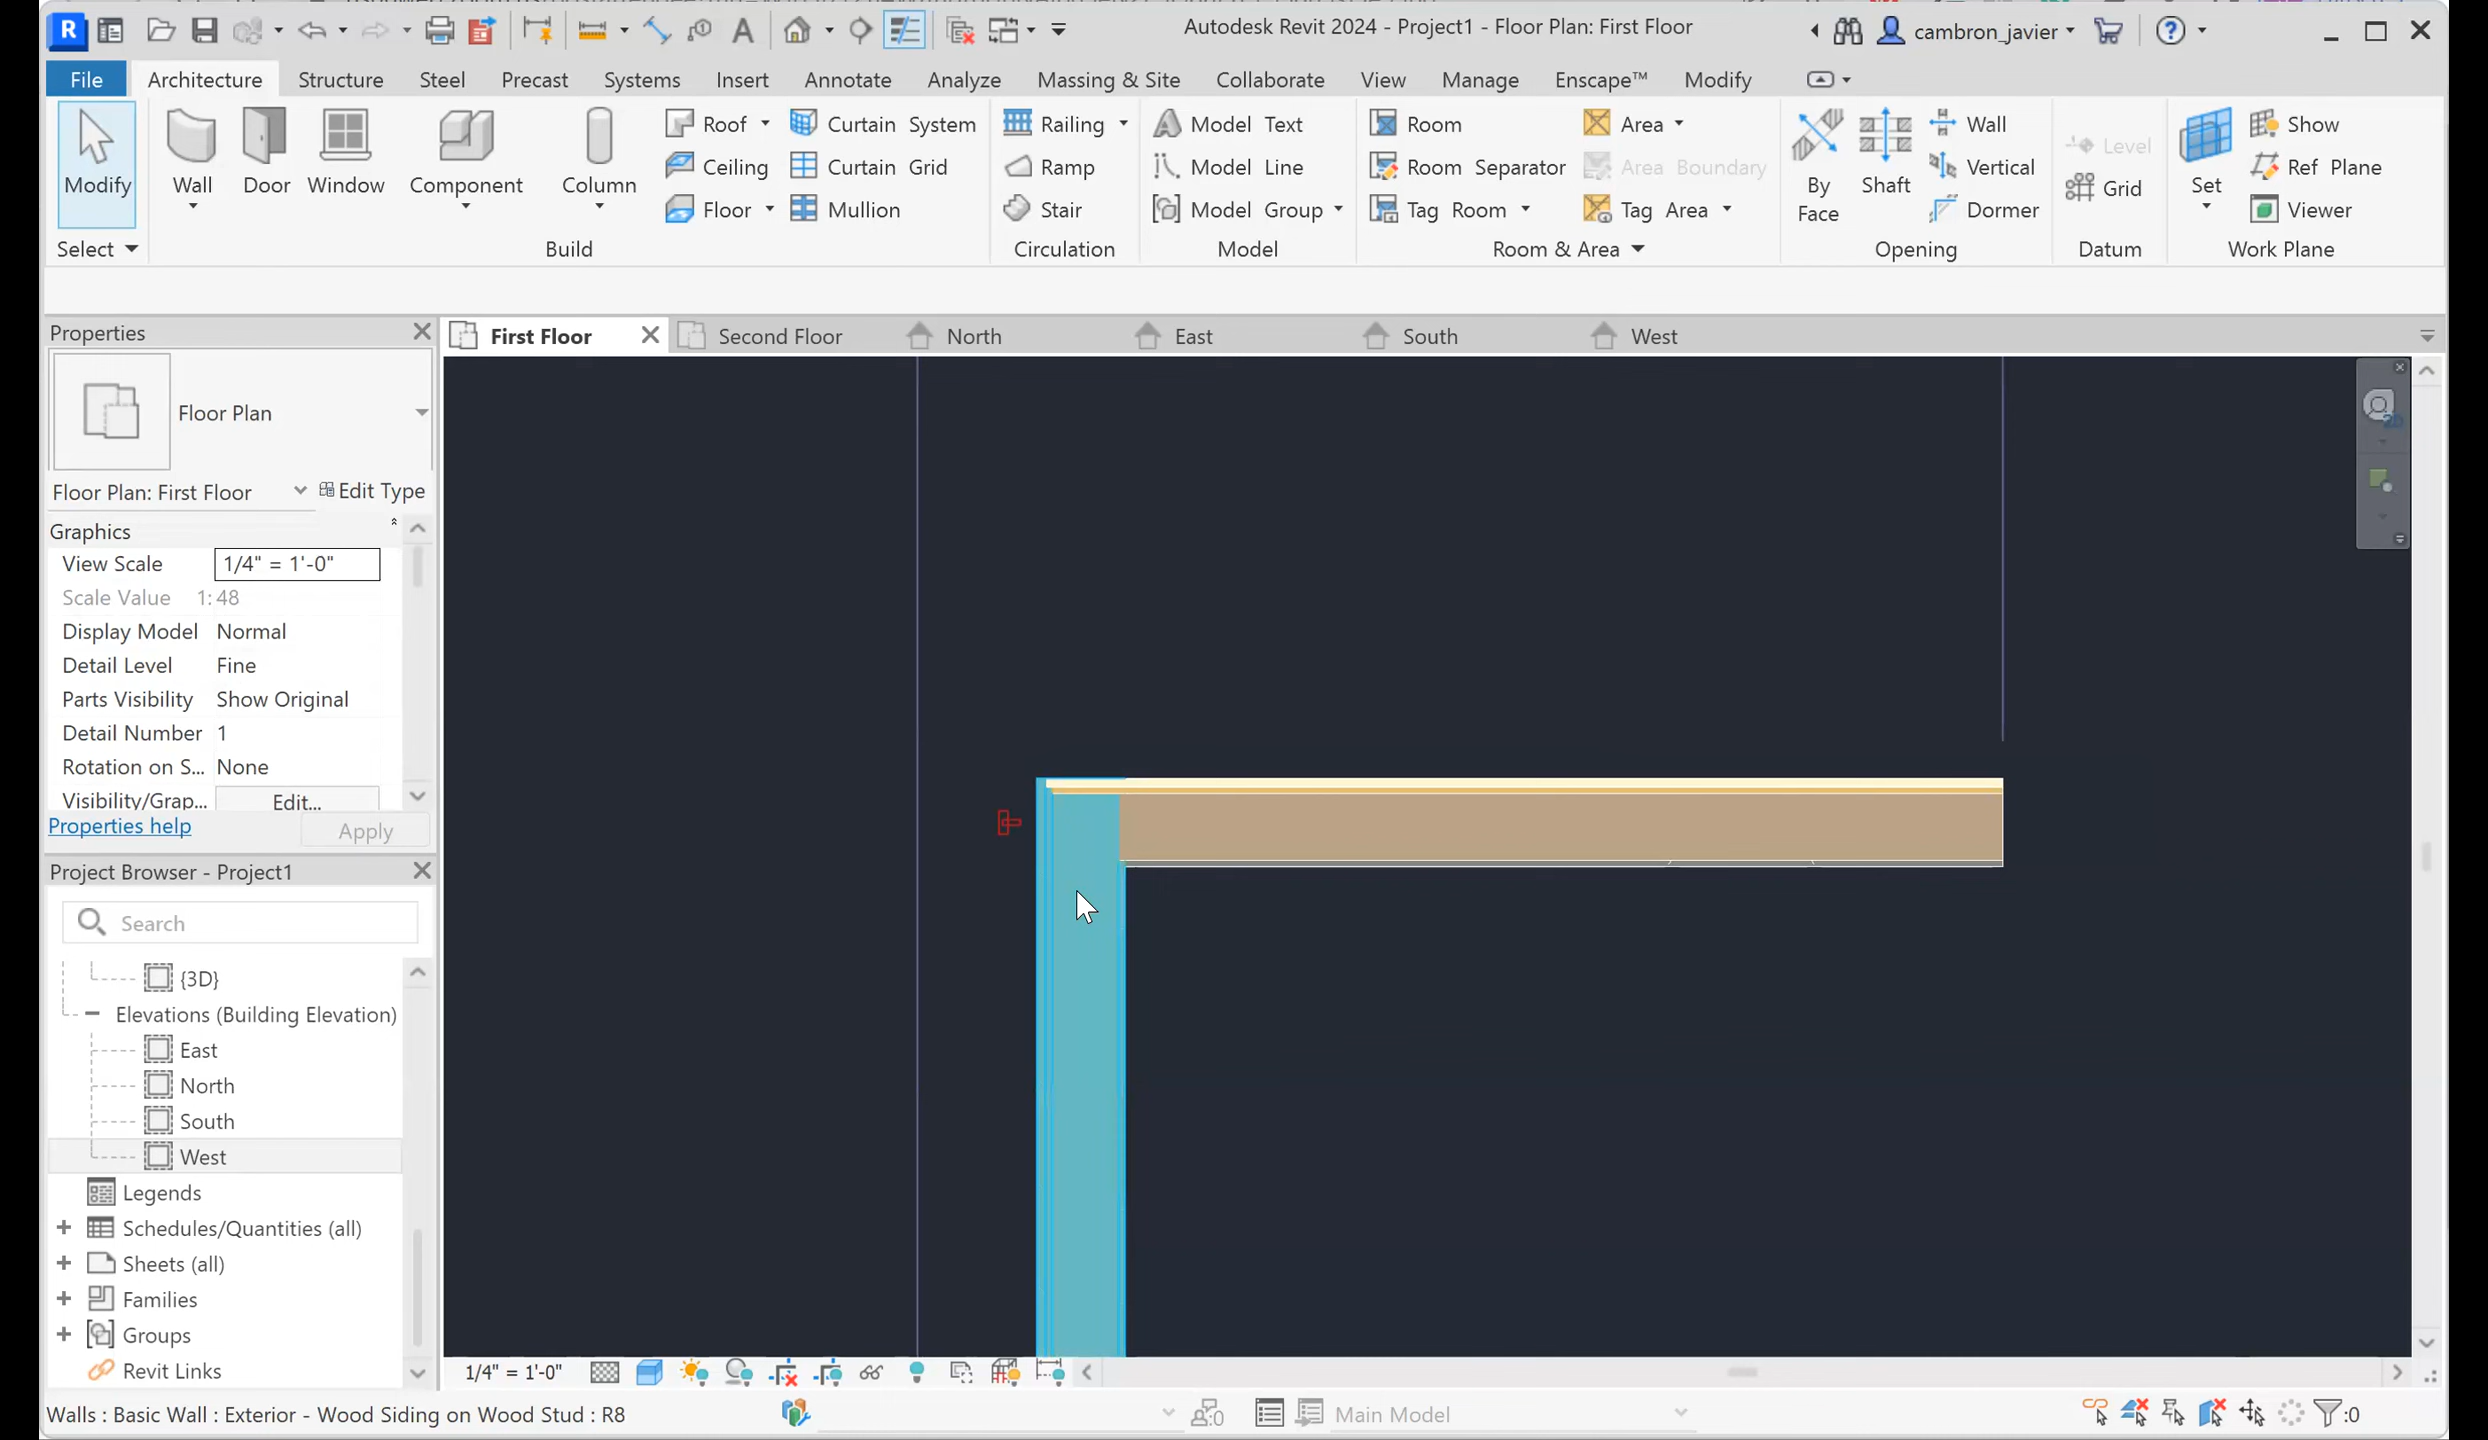 Autodesk Revit 2024 - Project1 - Floor Plan: First Floor
cambron_javier
File Architecture Structure Steel Precast Systems Insert Annotate Analyze Massing & Site Collaborate View Manage Enscape™ Modify
Modify
Select
Wall Door Window Component Column
Roof Curtain System
Ceiling Curtain Grid
Floor Mullion
Build
Railing
Ramp
Stair
Circulation
Model Text
Model Line
Model Group
Model
Room Area
Room Separator Area Boundary
Tag Room Tag Area
Room & Area
By Face Shaft
Wall
Vertical
Dormer
Opening
Level
Grid
Datum
Set
Show
Ref Plane
Viewer
Work Plane
Properties
Floor Plan
Floor Plan: First Floor Edit Type
Graphics
View Scale 1/4" = 1'-0"
Scale Value 1:48
Display Model Normal
Detail Level Fine
Parts Visibility Show Original
Detail Number 1
Rotation on S... None
Visibility/Grap... Edit...
Properties help Apply
Project Browser - Project1
Search
{3D}
Elevations (Building Elevation)
East
North
South
West
Legends
Schedules/Quantities (all)
Sheets (all)
Families
Groups
Revit Links
First Floor Second Floor North East South West
1/4" = 1'-0"
Walls : Basic Wall : Exterior - Wood Siding on Wood Stud : R8
:0
Main Model
:0